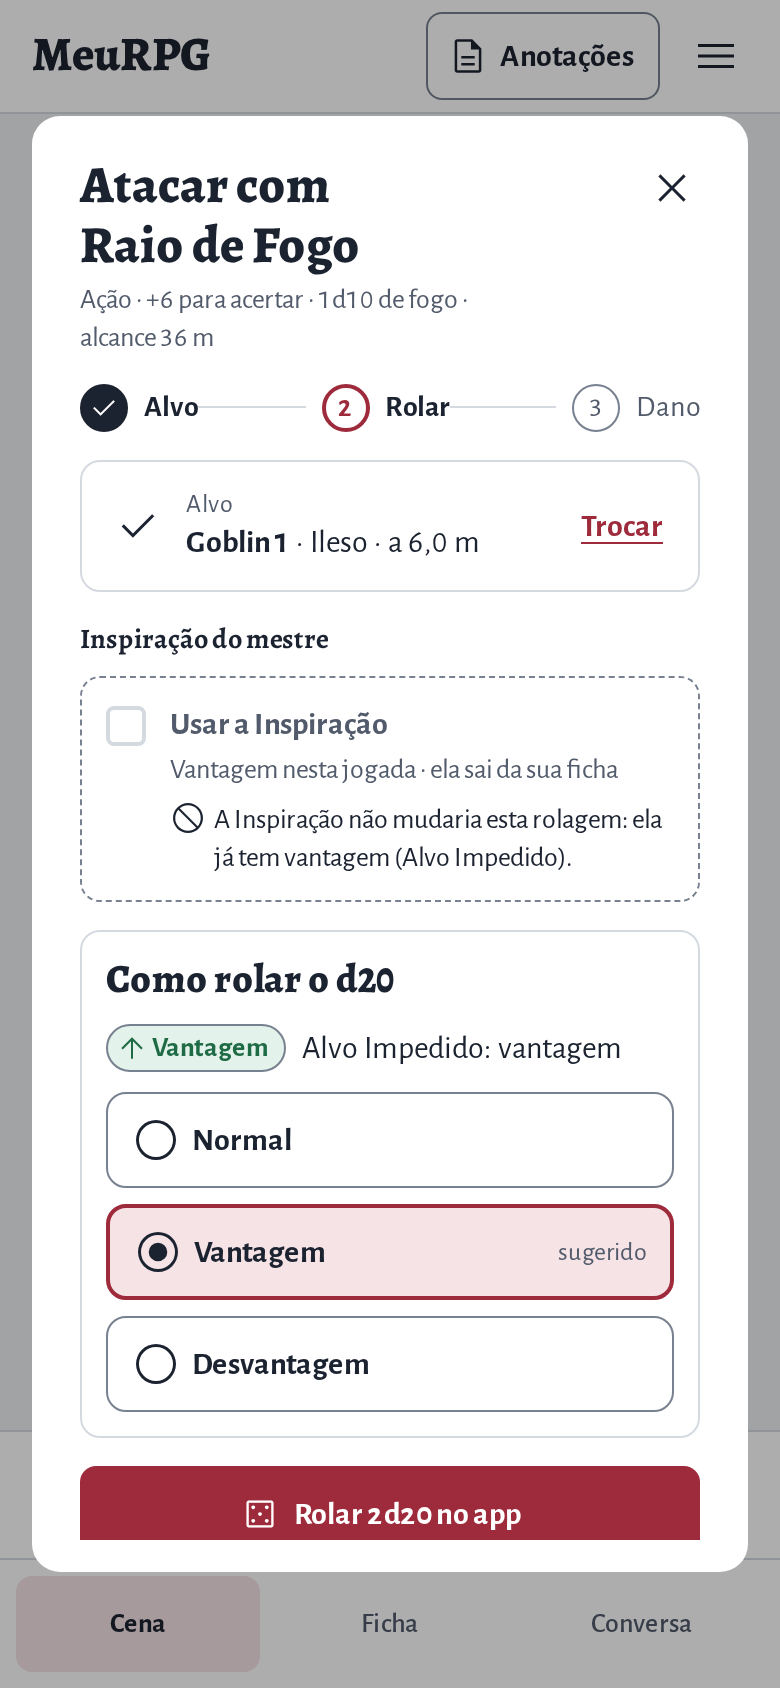 MeuRPG
Anotações
Atacar com
Raio de Fogo
Ação · +6 para acertar · 1d10 de fogo ·
alcance 36 m
Alvo
2 Rolar
3 Dano
Alvo
Goblin 1 · Ileso · a 6,0 m
Trocar
Inspiração do mestre
Usar a Inspiração
Vantagem nesta jogada · ela sai da sua ficha
A Inspiração não mudaria esta rolagem: ela
já tem vantagem (Alvo Impedido).
Como rolar o d20
Vantagem Alvo Impedido: vantagem
Normal
Vantagem sugerido
Desvantagem
Rolar 2d20 no app
Cena Ficha Conversa